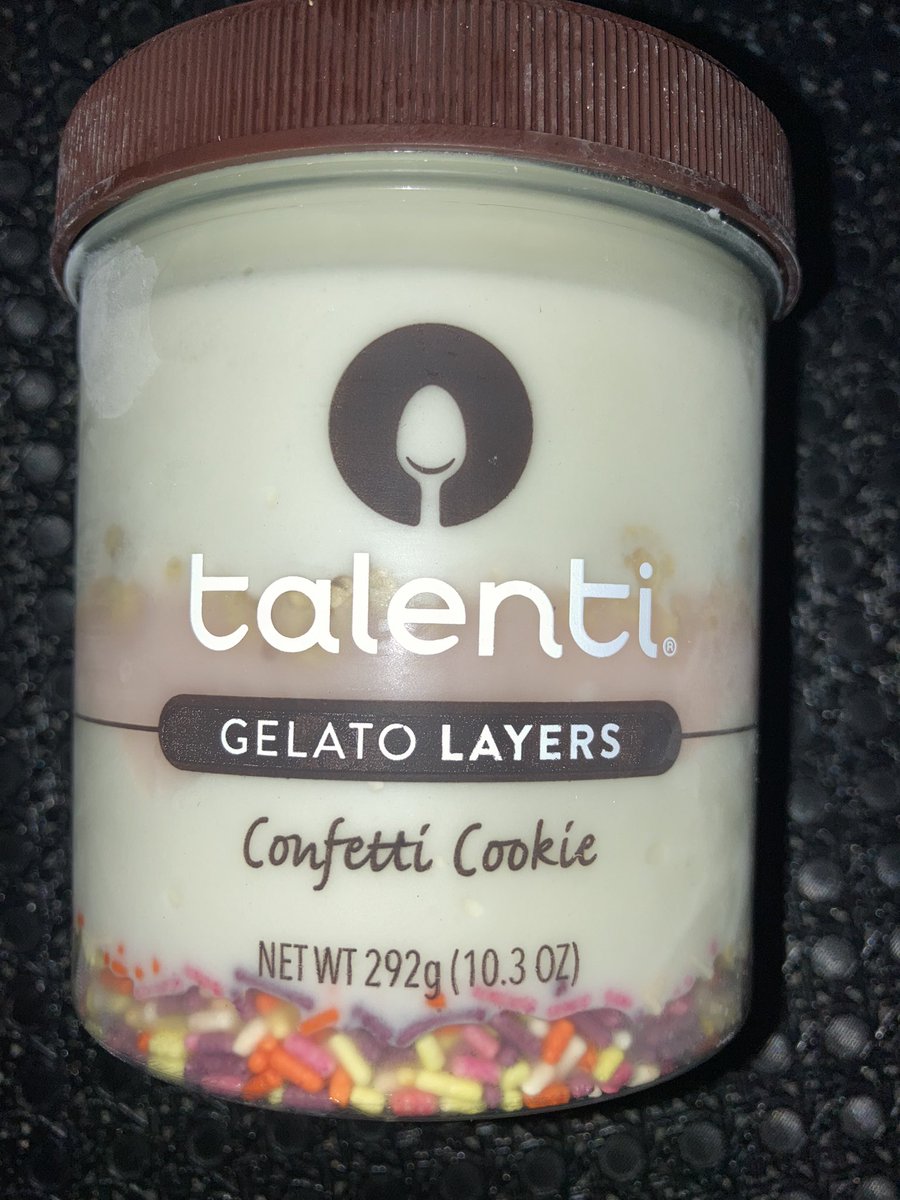 talenti®
GELATO LAYERS
Confetti Cookie
NET WT 292g (10.3 OZ)